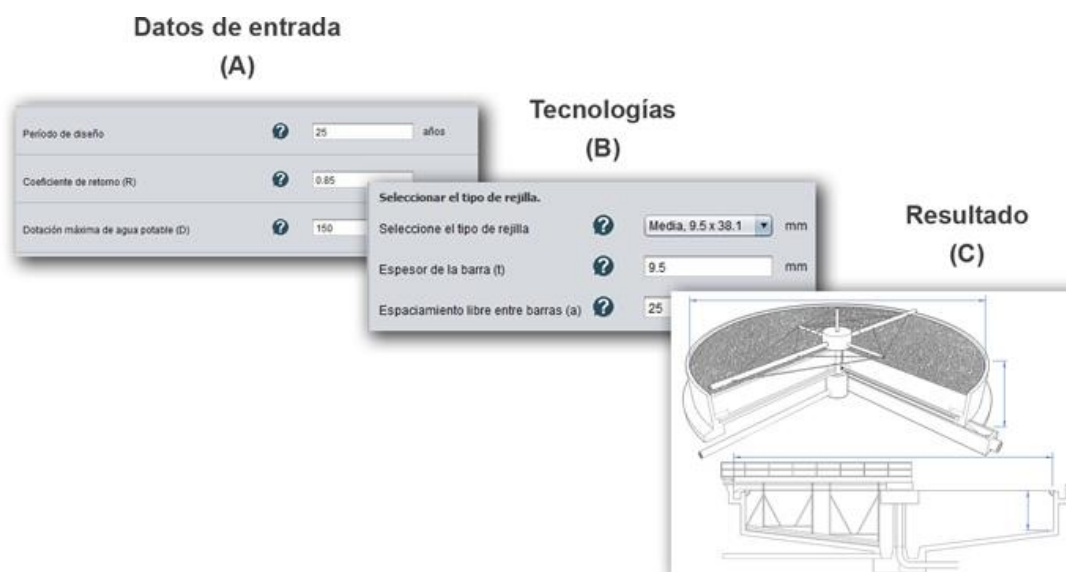 Datos de entrada
(A)
Período de diseño 25 años
Coeficiente de retorno (R) 0.85
Dotación máxima de agua potable (D) 150
Tecnologías
(B)
Seleccionar el tipo de rejilla.
Seleccione el tipo de rejilla Media, 9.5 x 38.1 mm
Espesor de la barra (t) 9.5 mm
Espaciamiento libre entre barras (a) 25
Resultado
(C)